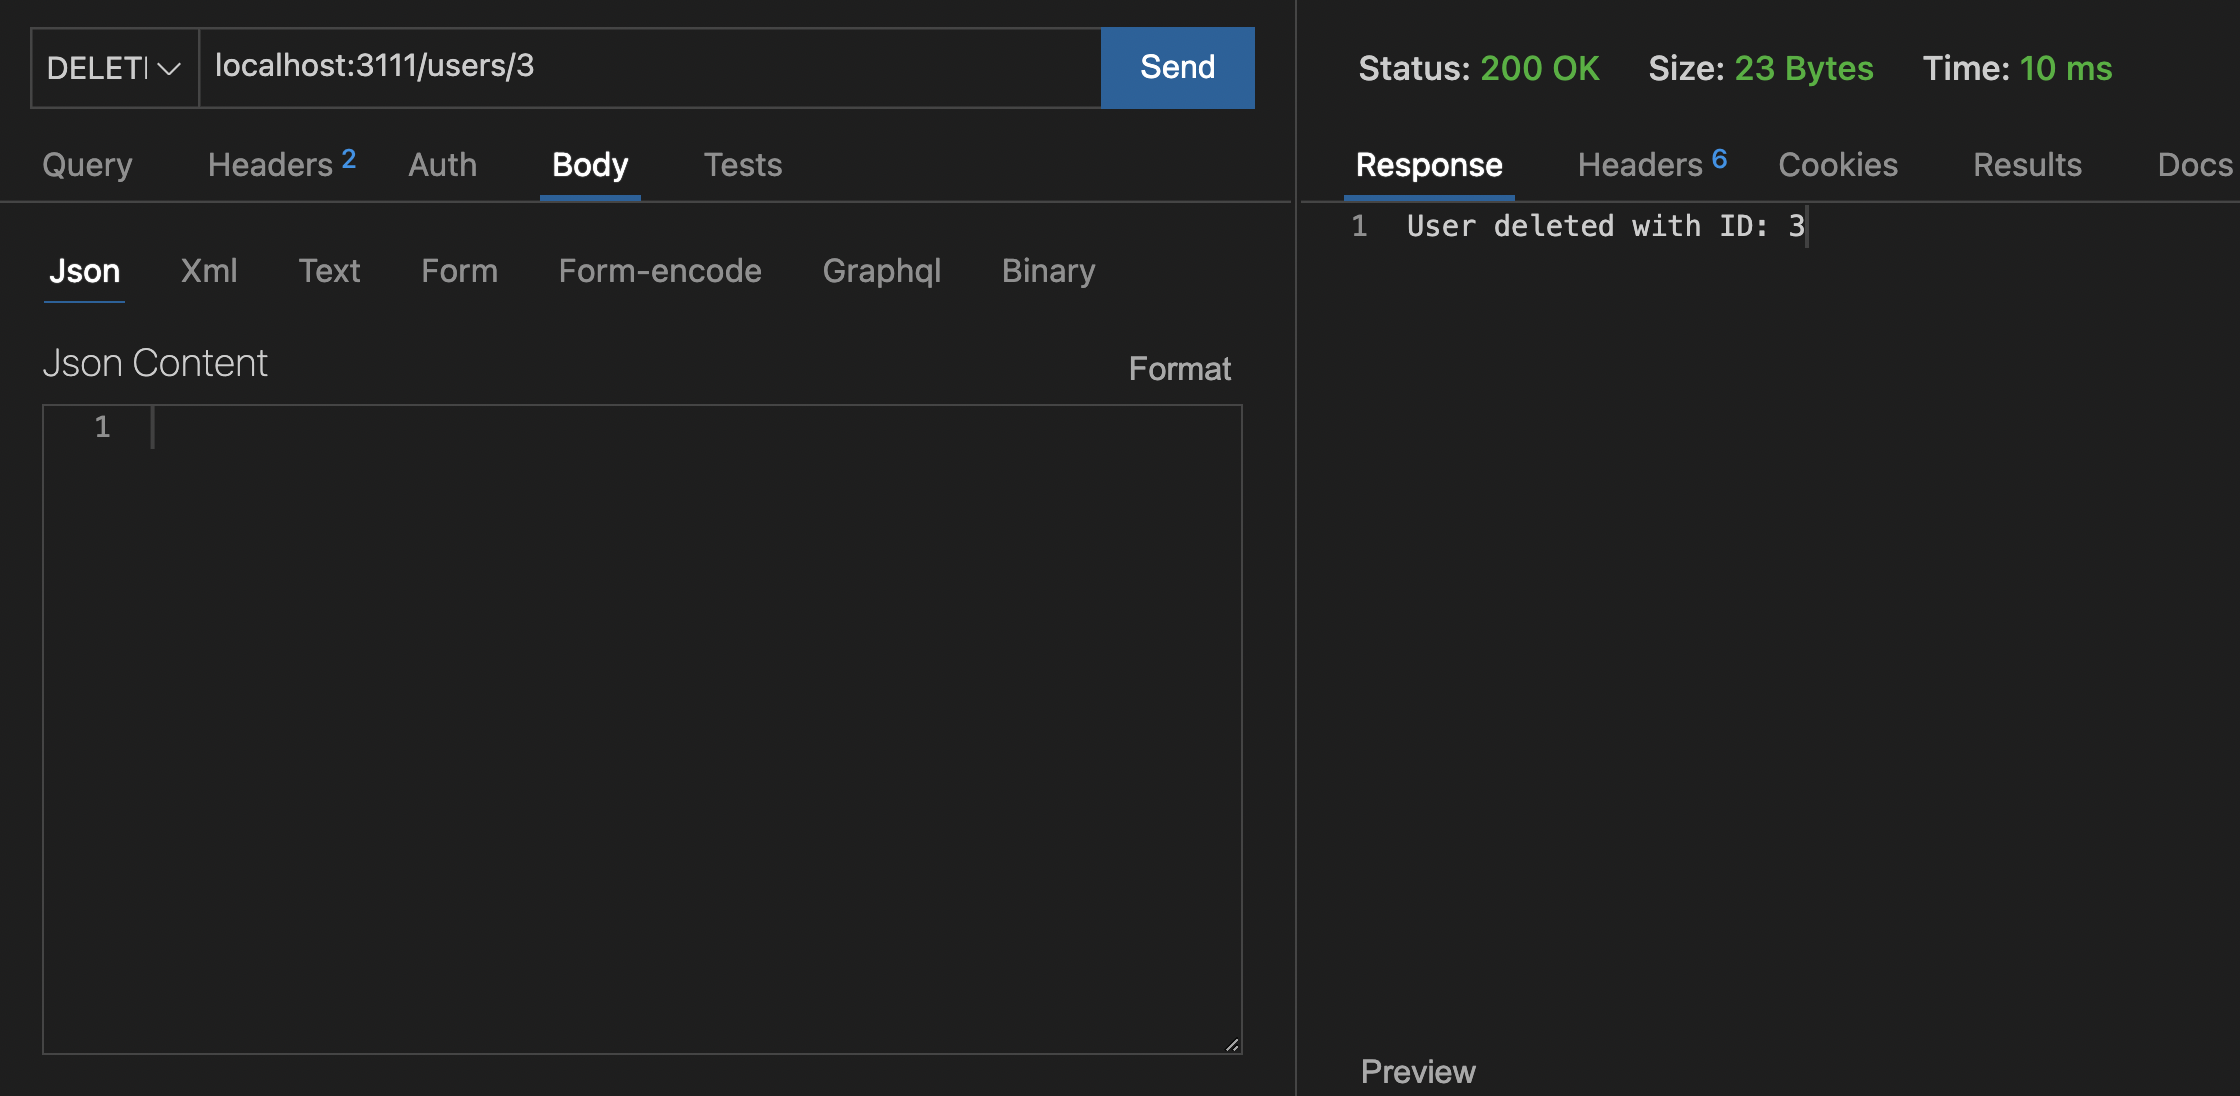 DELETI localhost:3111/users/3 Send
Query Headers 2 Auth Body Tests
Json Xml Text Form Form-encode Graphql Binary
Json Content Format
1
Status: 200 OK Size: 23 Bytes Time: 10 ms
Response Headers 6 Cookies Results Docs
1 User deleted with ID: 3
Preview